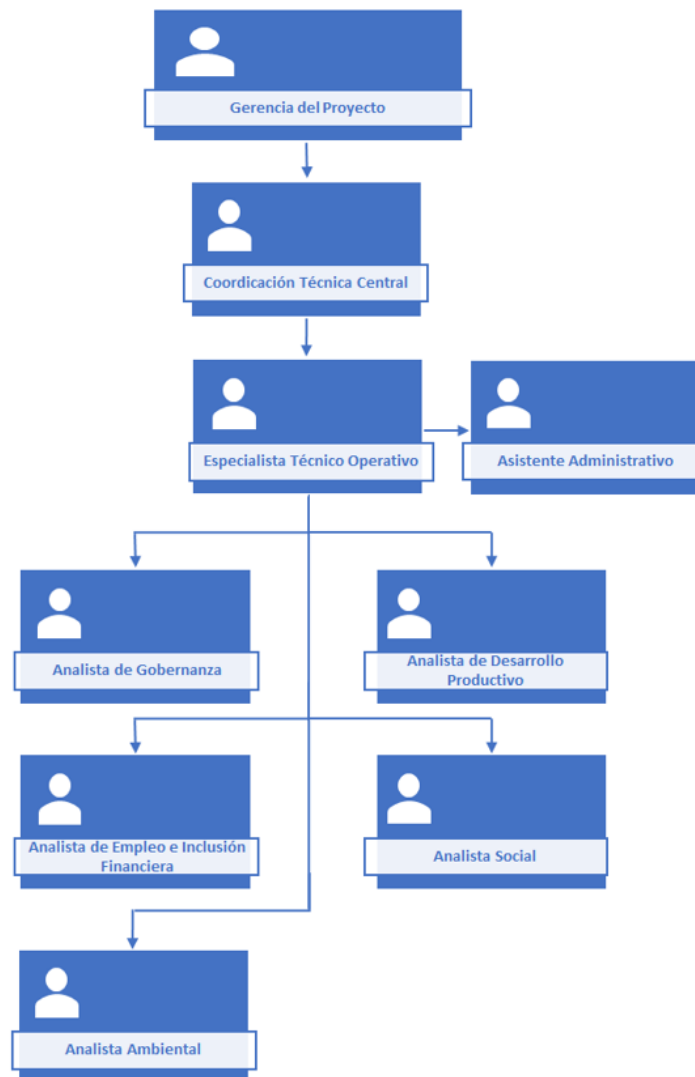 Gerencia del Proyecto
Coordicación Técnica Central
Especialista Técnico Operativo
Asistente Administrativo
Analista de Gobernanza
Analista de Desarrollo
Productivo
Analista de Empleo e Inclusión
Financiera
Analista Social
Analista Ambiental